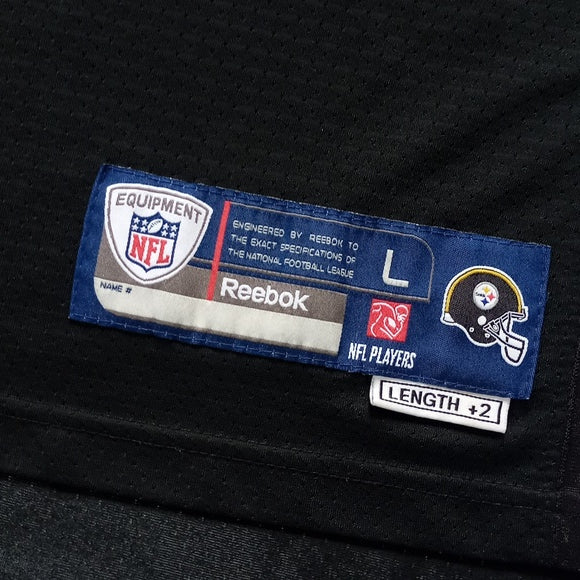 EQUIPMENT
NFL
ENGINEERED BY REEBOK TO
THE EXACT SPECIFICATIONS OF
THE NATIONAL FOOTBALL LEAGUE
L
NAME #
Reebok
NFL PLAYERS
LENGTH +2